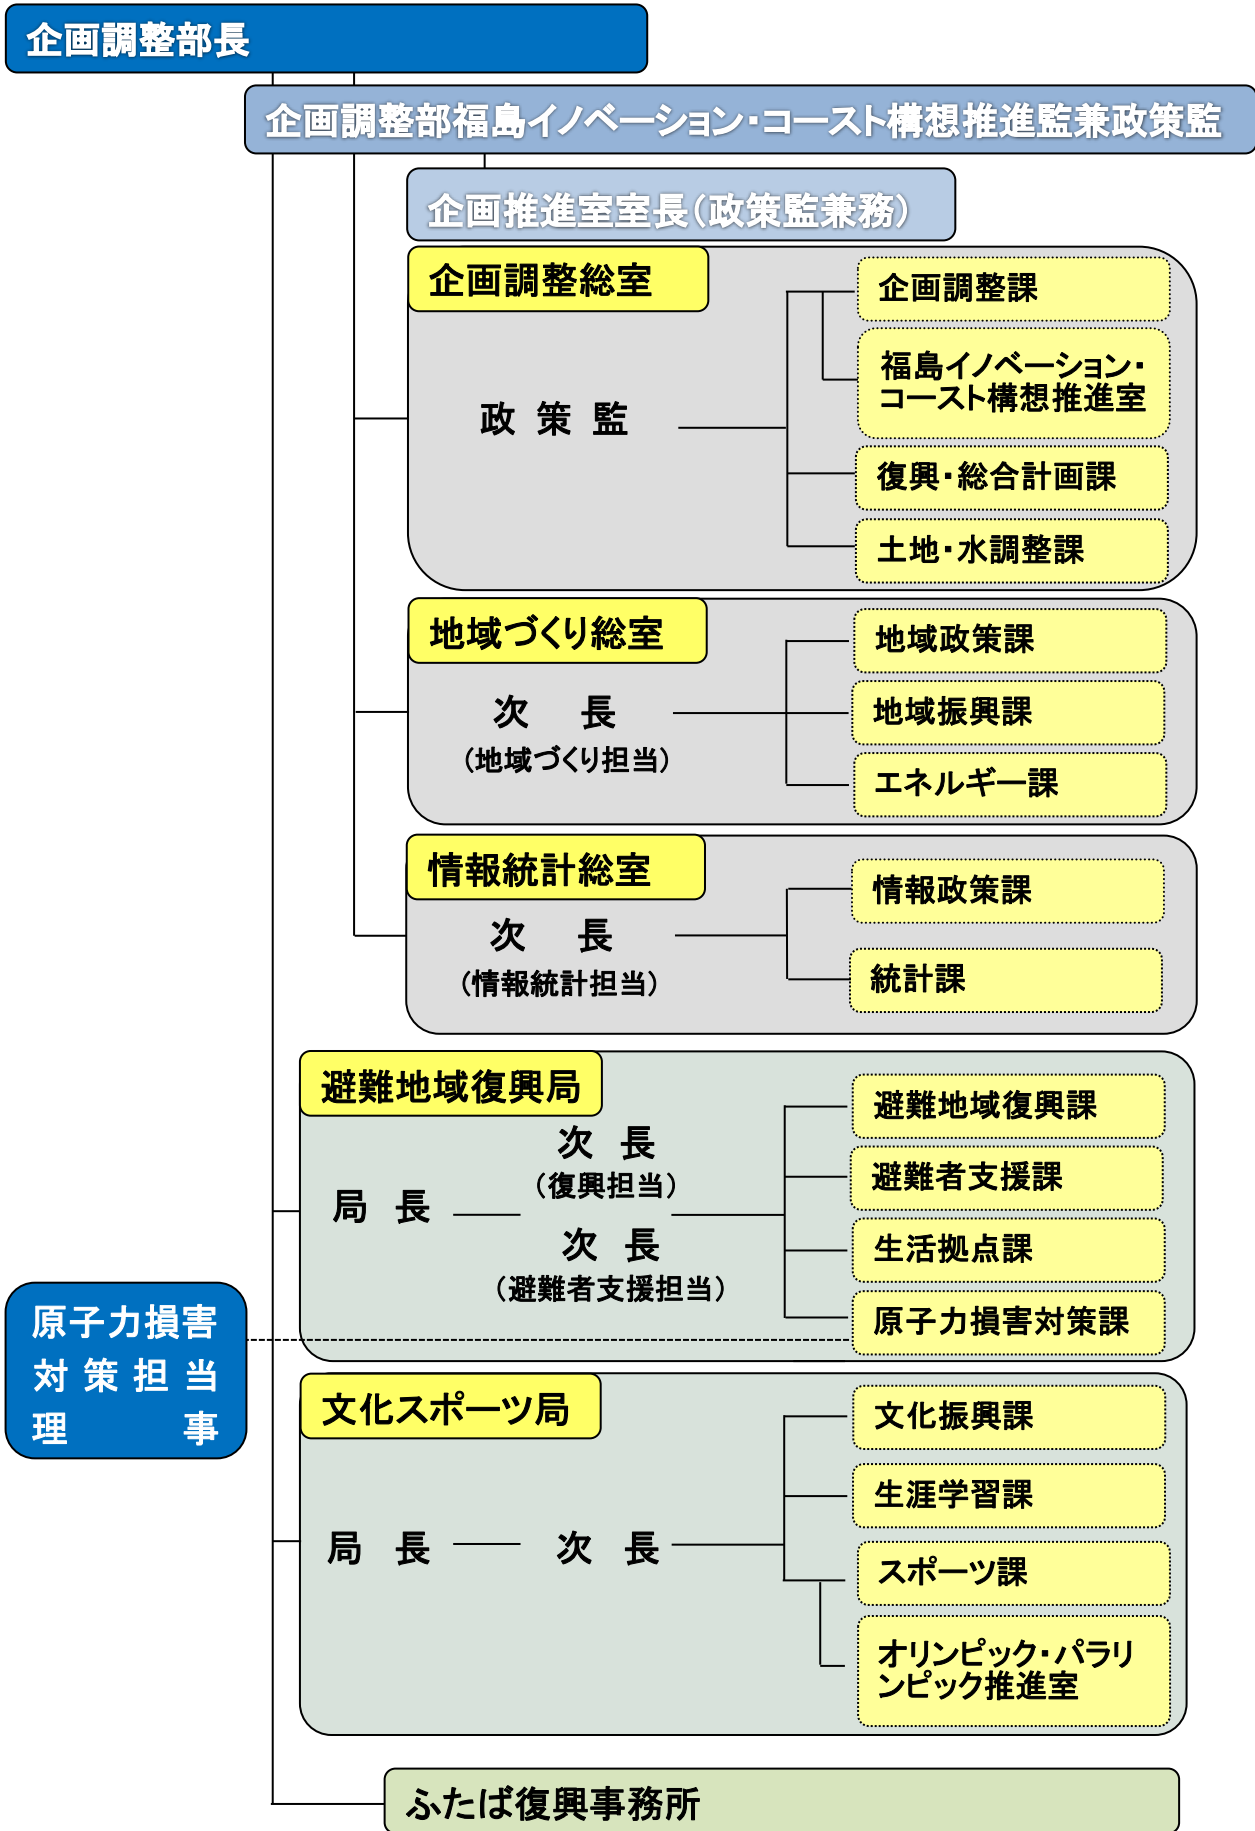 企画調整部長
企画調整部福島イノベーション・コースト構想推進監兼政策監
企画推進室室長（政策監兼務）
企画調整総室
政 策 監
企画調整課
福島イノベーション・
コースト構想推進室
復興・総合計画課
土地・水調整課
地域づくり総室
次 長
（地域づくり担当）
地域政策課
地域振興課
エネルギー課
情報統計総室
次 長
（情報統計担当）
情報政策課
統計課
避難地域復興局
局 長
次 長
（復興担当）
次 長
（避難者支援担当）
避難地域復興課
避難者支援課
生活拠点課
原子力損害対策課
原子力損害
対策担当
理 事
文化スポーツ局
局 長
次 長
文化振興課
生涯学習課
スポーツ課
オリンピック・パラリ
ンピック推進室
ふたば復興事務所